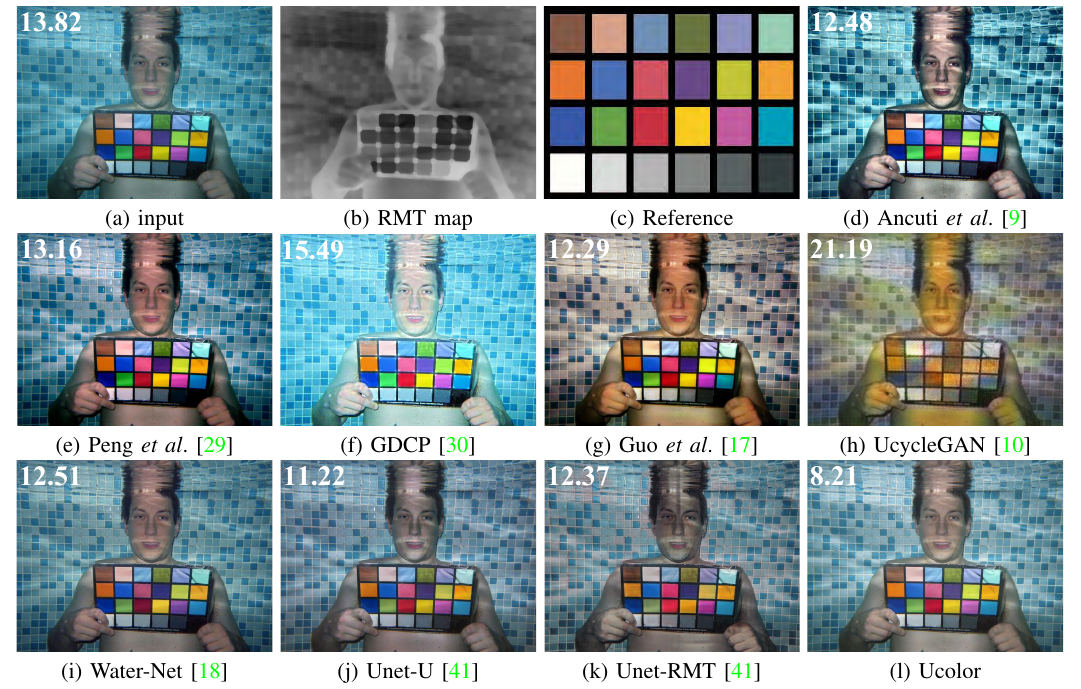 13.82
12.48
(a) input
(b) RMT map
(c) Reference
(d) Ancuti et al. [9]
13.16
15.49
12.29
21.19
(e) Peng et al. [29]
(f) GDCP [30]
(g) Guo et al. [17]
(h) UcycleGAN [10]
12.51
11.22
12.37
8.21
(i) Water-Net [18]
(j) Unet-U [41]
(k) Unet-RMT [41]
(l) Ucolor